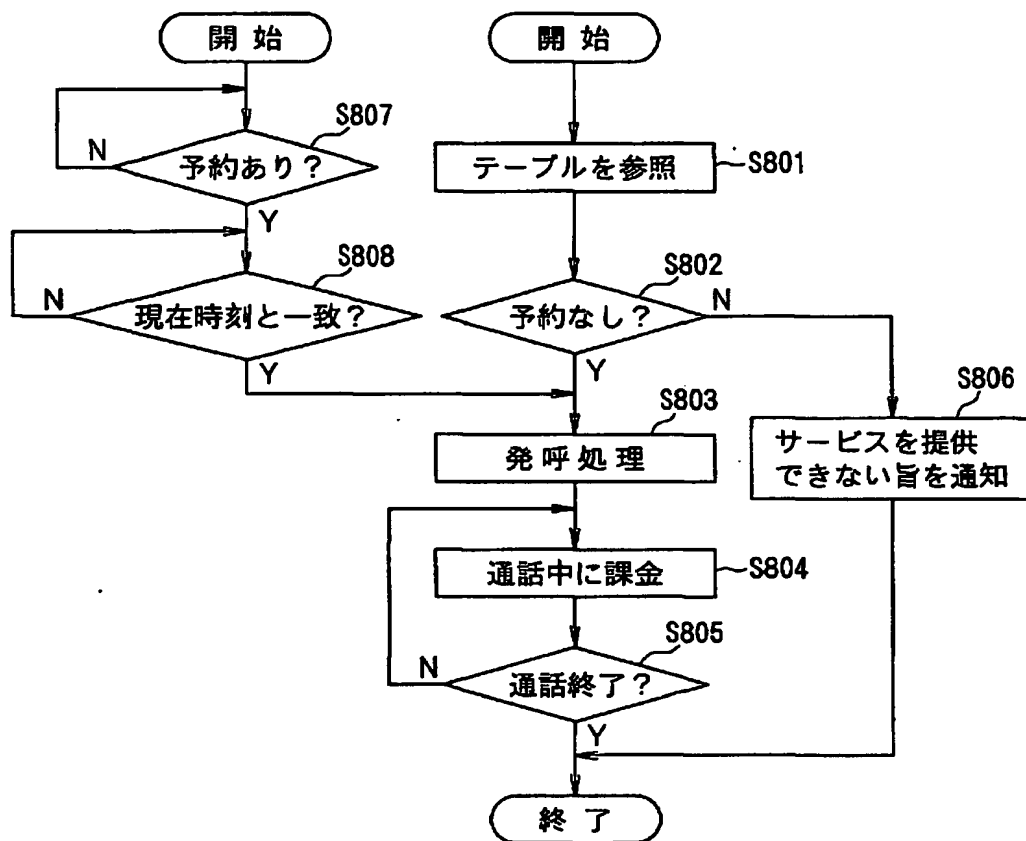 開始
開始
S807
N
予約あり?
テーブルを参照
S801
Y
S808
S802
N
現在時刻と一致?
予約なし?
N
Y
Y
S806
S803
サービスを提供
できない旨を通知
発呼処理
通話中に課金
S804
S805
N
通話終了?
Y
終了